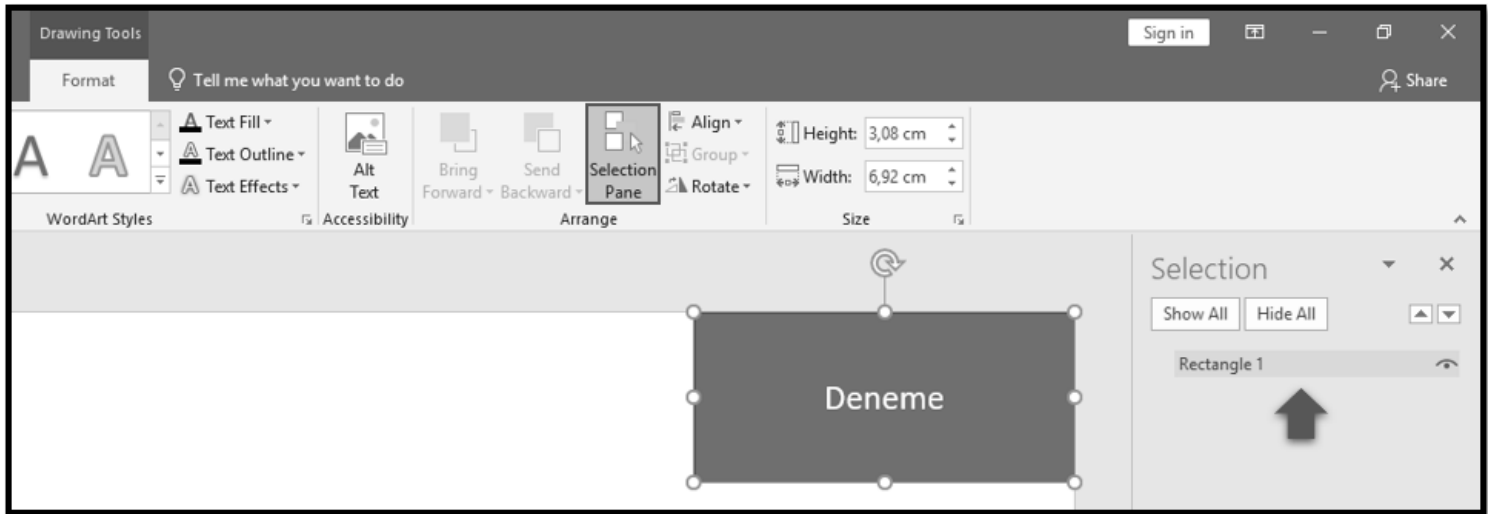 Drawing Tools
Sign in
Format
Tell me what you want to do
Share
A A
Text Fill
Text Outline
Text Effects
WordArt Styles
Alt
Text
Accessibility
Bring
Forward
Send
Backward
Selection
Pane
Align
Group
Rotate
Arrange
Height: 3,08 cm
Width: 6,92 cm
Size
Deneme
Selection
Show All Hide All
Rectangle 1